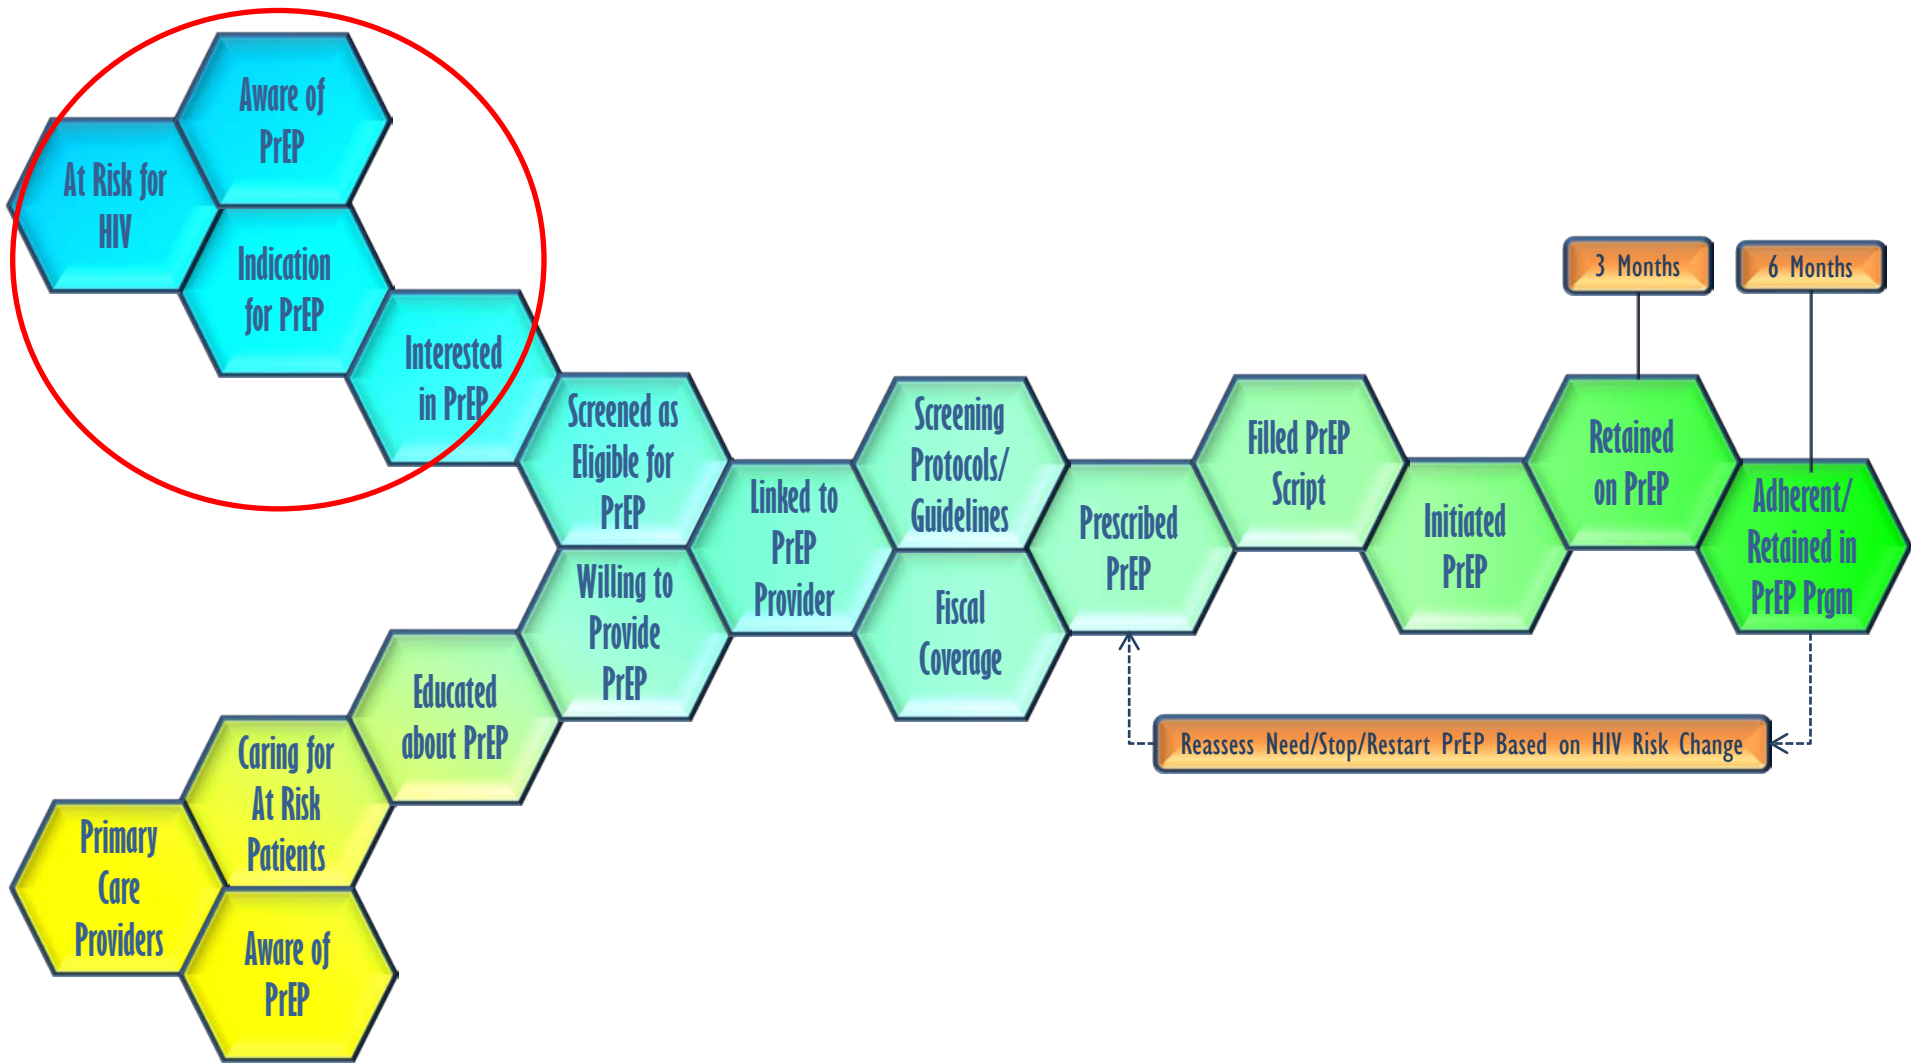 Aware of
PrEP
At Risk for
HIV
Indication
for PrEP
Interested
in PrEP
Screened as
Eligible for
PrEP
Linked to
PrEP
Provider
Screening
Protocols/
Guidelines
Fiscal
Coverage
Prescribed
PrEP
Filled PrEP
Script
Initiated
PrEP
3 Months
Retained
on PrEP
6 Months
Adherent/
Retained in
PrEP Prgm
Reassess Need/Stop/Restart PrEP Based on HIV Risk Change
Willing to
Provide
PrEP
Educated
about PrEP
Caring for
At Risk
Patients
Primary
Care
Providers
Aware of
PrEP